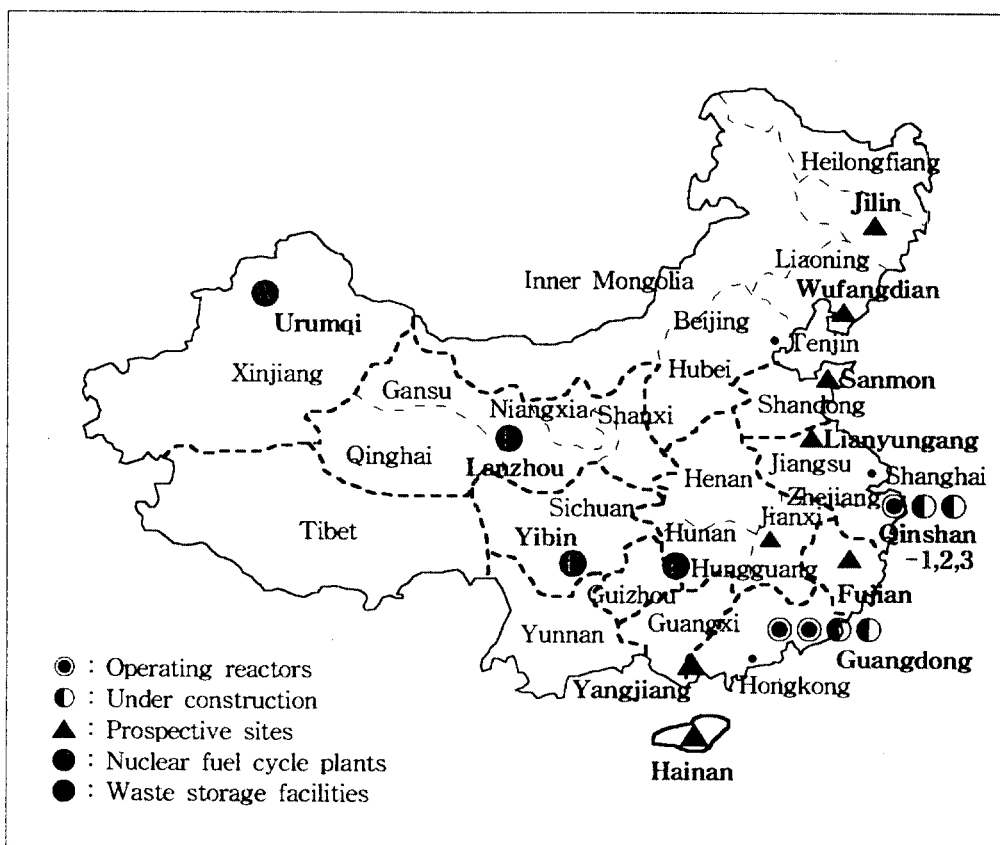 Heilongfiang
Jilin
Liaoning
Inner Mongolia
Wufangdian
Urumqi
Beijing
Tenjin
Xinjiang
Hubei
Sanmon
Gansu
Niangxia
Shanxi
Shandong
Lianyungang
Qinghai
Lanzhou
Henan
Jiangsu
Shanghai
Sichuan
Zhejiang
Jianxi
Tibet
Yibin
Hunan
Qinshan
-1,2,3
Hungguang
Guizhou
Fujian
Yunnan
Guangxi
Guangdong
Yangjiang
Hongkong
Hainan
: Operating reactors
: Under construction
: Prospective sites
: Nuclear fuel cycle plants
: Waste storage facilities